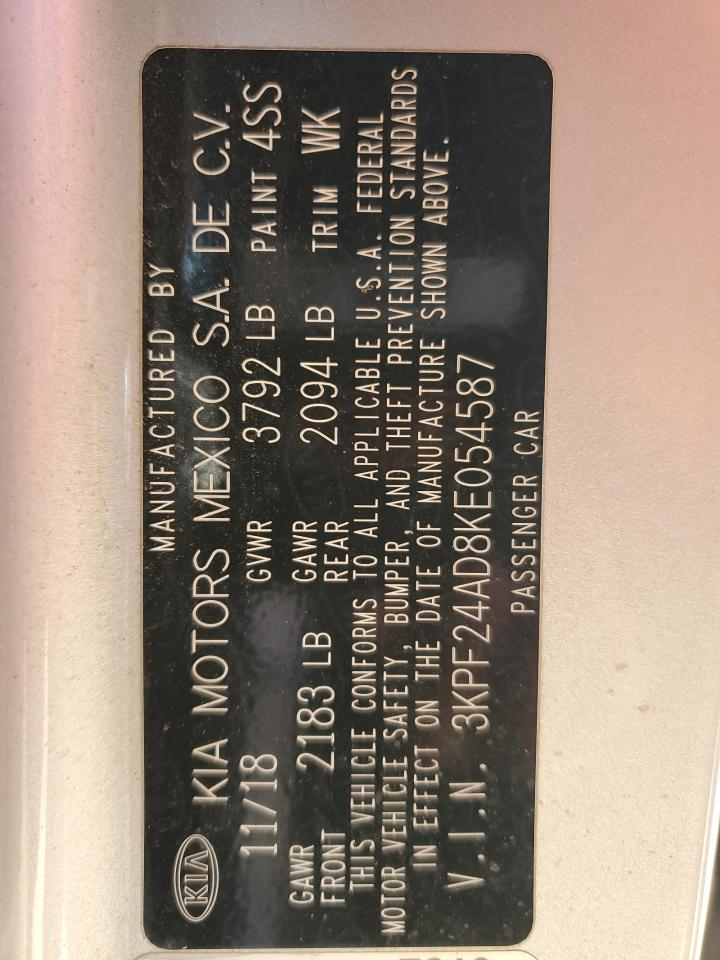 MANUFACTURED BY
KIA KIA MOTORS MEXICO S.A. DE C.V.
11/18 GVWR 3792 LB PAINT 4SS
GAWR FRONT 2183 LB GAWR REAR 2094 LB TRIM WK
THIS VEHICLE CONFORMS TO ALL APPLICABLE U.S.A. FEDERAL
MOTOR VEHICLE SAFETY, BUMPER, AND THEFT PREVENTION STANDARDS
IN EFFECT ON THE DATE OF MANUFACTURE SHOWN ABOVE.
V.I.N. 3KPF24AD8KE054587
PASSENGER CAR